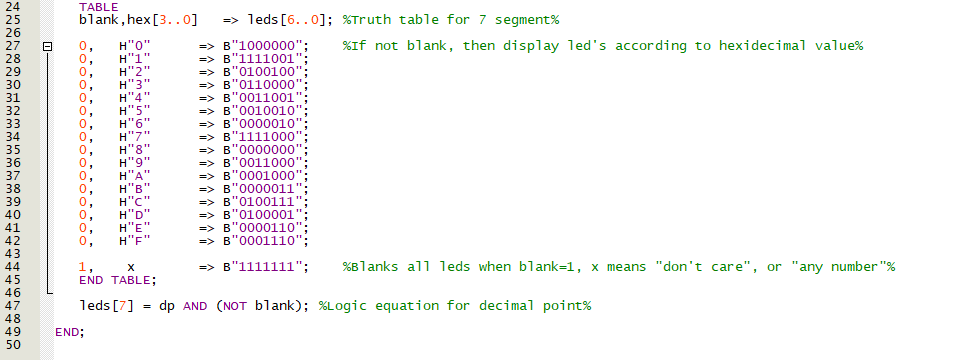 24 TABLE
25 blank,hex[3..0] => leds[6..0]; %Truth table for 7 segment%
26
27 0, H"0" => B"1000000"; %If not blank, then display led's according to hexidecimal value%
28 0, H"1" => B"1111001";
29 0, H"2" => B"0100100";
30 0, H"3" => B"0110000";
31 0, H"4" => B"0011001";
32 0, H"5" => B"0010010";
33 0, H"6" => B"0000010";
34 0, H"7" => B"1111000";
35 0, H"8" => B"0000000";
36 0, H"9" => B"0011000";
37 0, H"A" => B"0001000";
38 0, H"B" => B"0000011";
39 0, H"C" => B"0100111";
40 0, H"D" => B"0100001";
41 0, H"E" => B"0000110";
42 0, H"F" => B"0001110";
43
44 1, x => B"1111111"; %Blanks all leds when blank=1, x means "don't care", or "any number"%
45 END TABLE;
46
47 leds[7] = dp AND (NOT blank); %Logic equation for decimal point%
48
49 END;
50